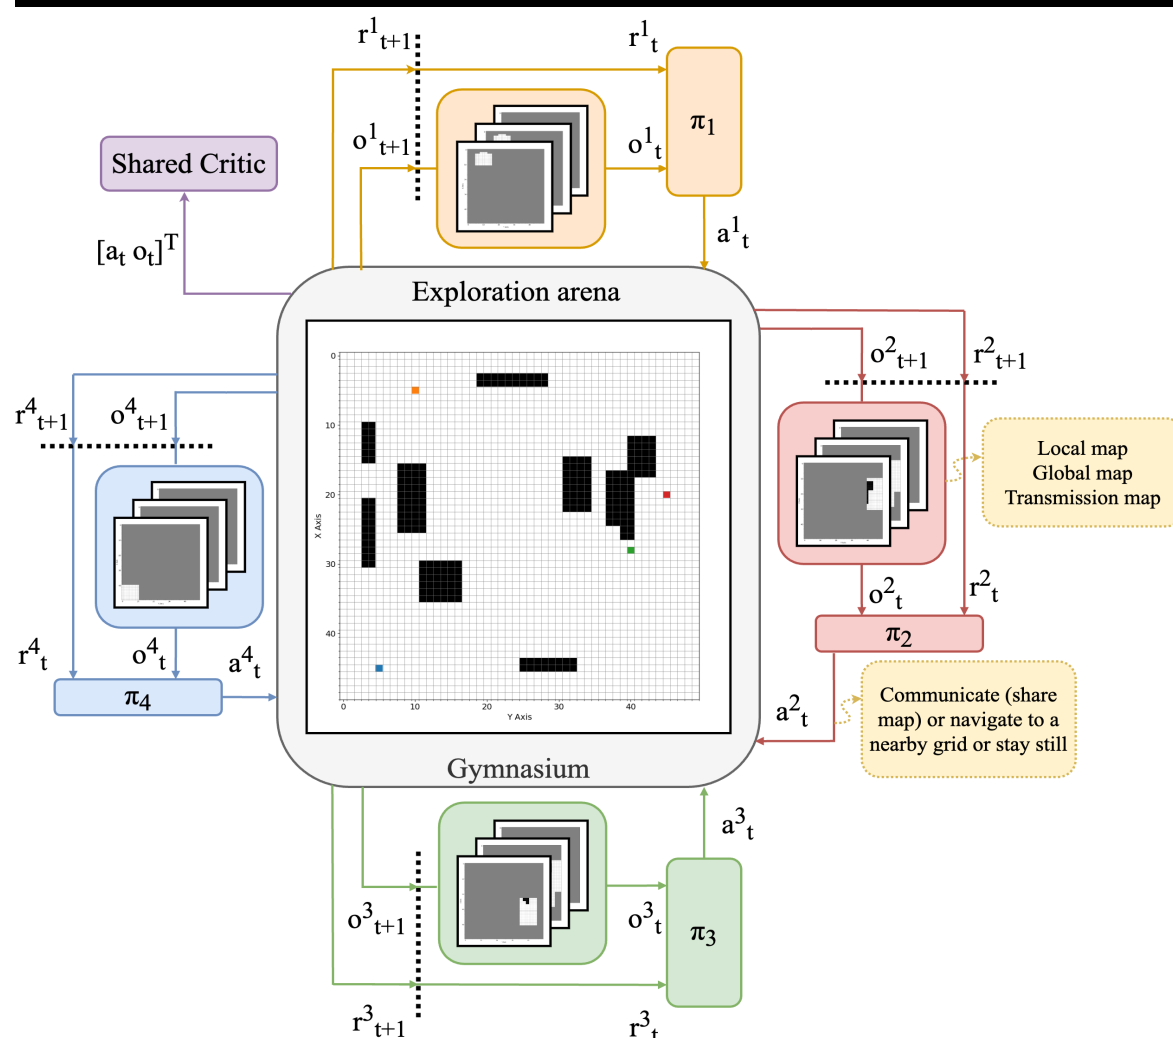 r¹ₜ₊₁
r¹ₜ
o¹ₜ₊₁
o¹ₜ
π₁
a¹ₜ
Shared Critic
[aₜ oₜ]ᵀ
Exploration arena
0
10
20
30
40
X Axis
0
10
20
30
40
Y Axis
Gymnasium
o²ₜ₊₁
r²ₜ₊₁
Local map
Global map
Transmission map
o²ₜ
r²ₜ
π₂
a²ₜ
Communicate (share
map) or navigate to a
nearby grid or stay still
r⁴ₜ₊₁
o⁴ₜ₊₁
r⁴ₜ
o⁴ₜ
a⁴ₜ
π₄
a³ₜ
o³ₜ₊₁
o³ₜ
π₃
r³ₜ₊₁
r³ₜ